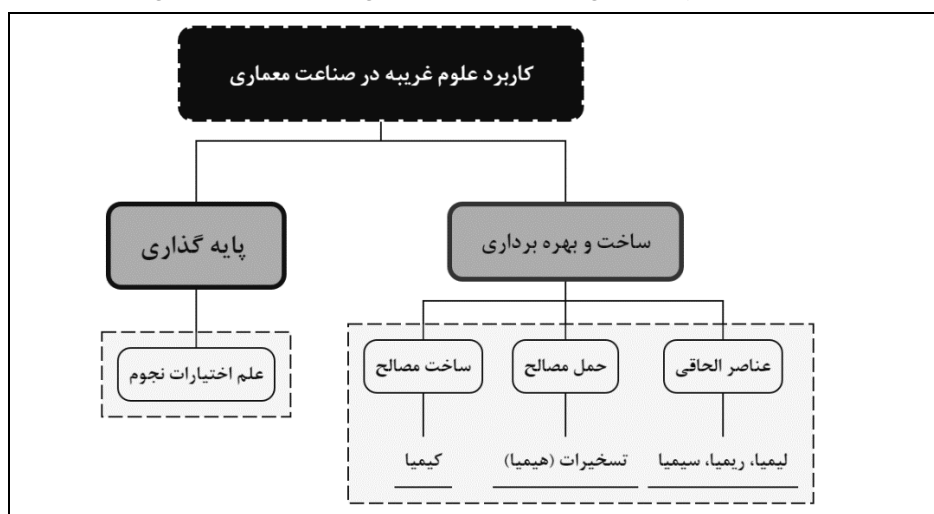 کاربرد علوم غریبه در صناعت معماری
ساخت و بهره برداری
پایه گذاری
عناصر الحاقی
حمل مصالح
ساخت مصالح
علم اختیارات نجوم
لیمیا، ریمیا، سیمیا
تسخیرات (هیمیا)
کیمیا